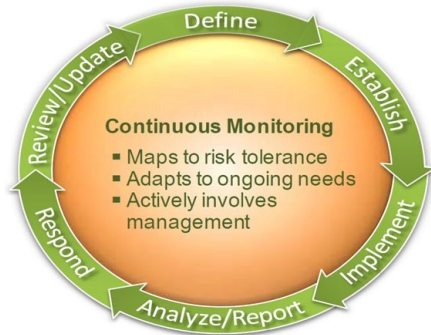 Define
Establish
Implement
Analyze/Report
Respond
Review/Update
Continuous Monitoring
▪ Maps to risk tolerance
▪ Adapts to ongoing needs
▪ Actively involves
management